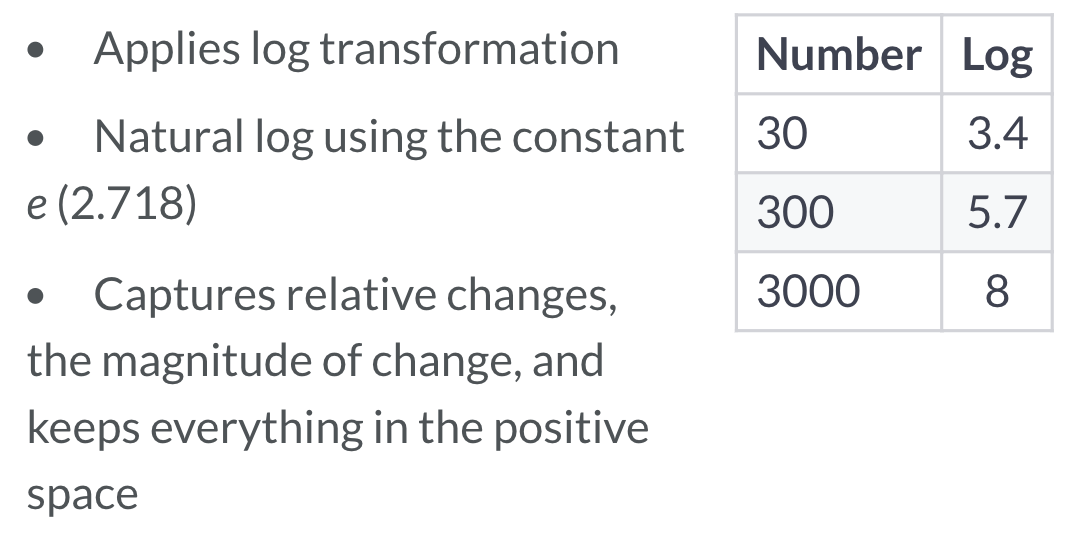 • Applies log transformation
• Natural log using the constant
e (2.718)
• Captures relative changes,
the magnitude of change, and
keeps everything in the positive
space
Number Log
30 3.4
300 5.7
3000 8